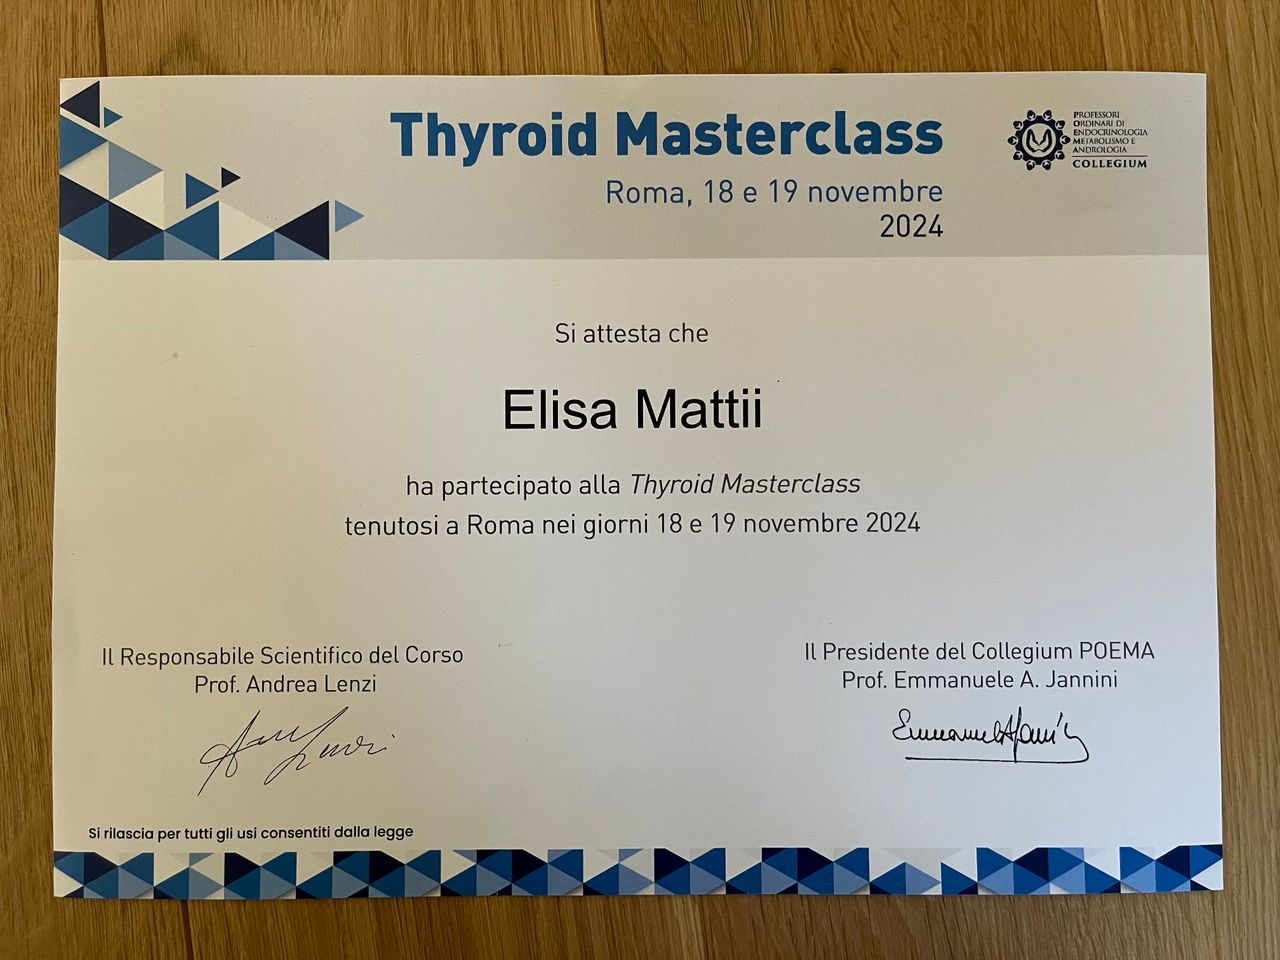 Thyroid Masterclass
Roma, 18 e 19 novembre
2024
PROFESSORI
ORDINARI DI
ENDOCRINOLOGIA
METABOLISMO E
ANDROLOGIA
COLLEGIUM
Si attesta che
Elisa Mattii
ha partecipato alla Thyroid Masterclass
tenutosi a Roma nei giorni 18 e 19 novembre 2024
Il Responsabile Scientifico del Corso
Prof. Andrea Lenzi
Il Presidente del Collegium POEMA
Prof. Emmanuele A. Jannini
Si rilascia per tutti gli usi consentiti dalla legge